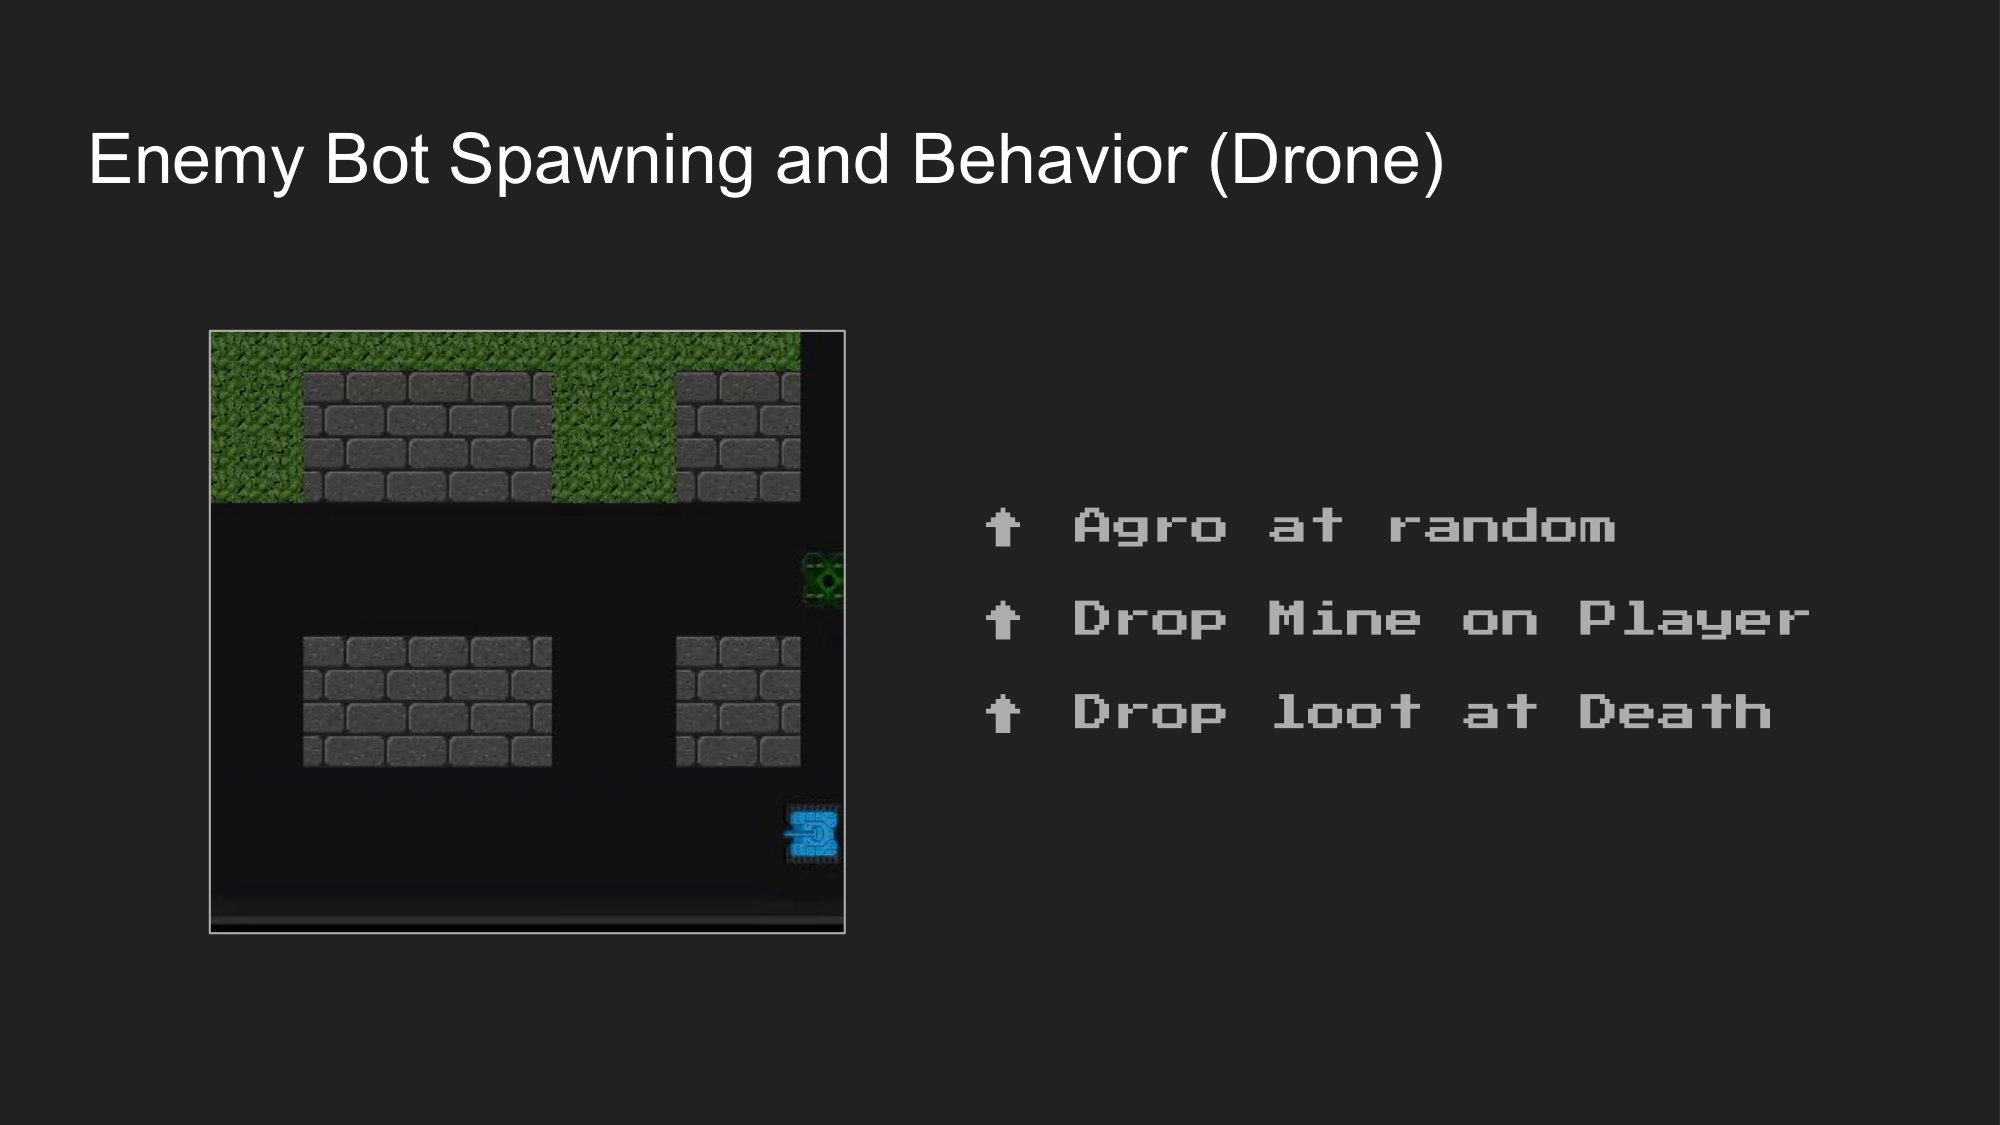 Enemy Bot Spawning and Behavior (Drone)
Agro at random
Drop Mine on Player
Drop loot at Death